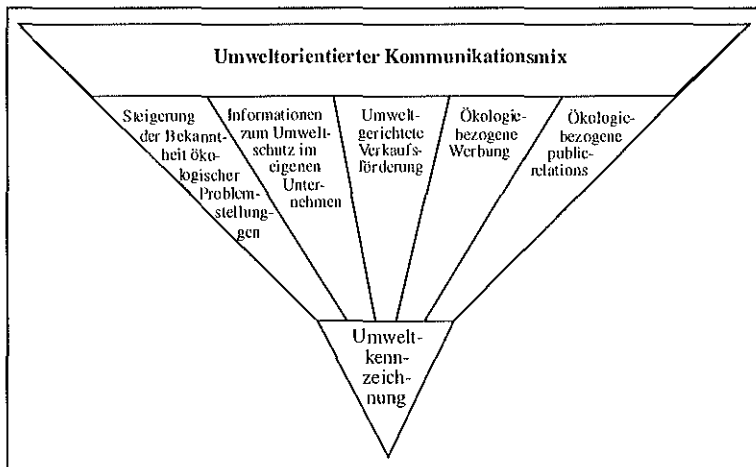 Umweltorientierter Kommunikationsmix
Steigerung
der Bekannt-
heit öko-
logischer
Problem-
stellung-
gen
Informationen
zum Umwelt-
schutz im
eigenen
Unter-
nehmen
Umwelt-
gerichtete
Verkaufs-
förderung
Ökologie-
bezogene
Werbung
Ökologie-
bezogene
public-
relations
Umwelt-
kenn-
zeich-
nung